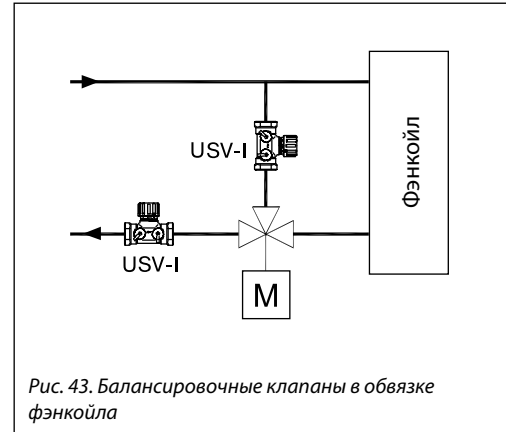 USV-I
Фэнкойл
USV-I
M
Рис. 43. Балансировочные клапаны в обвязке
фэнкойла